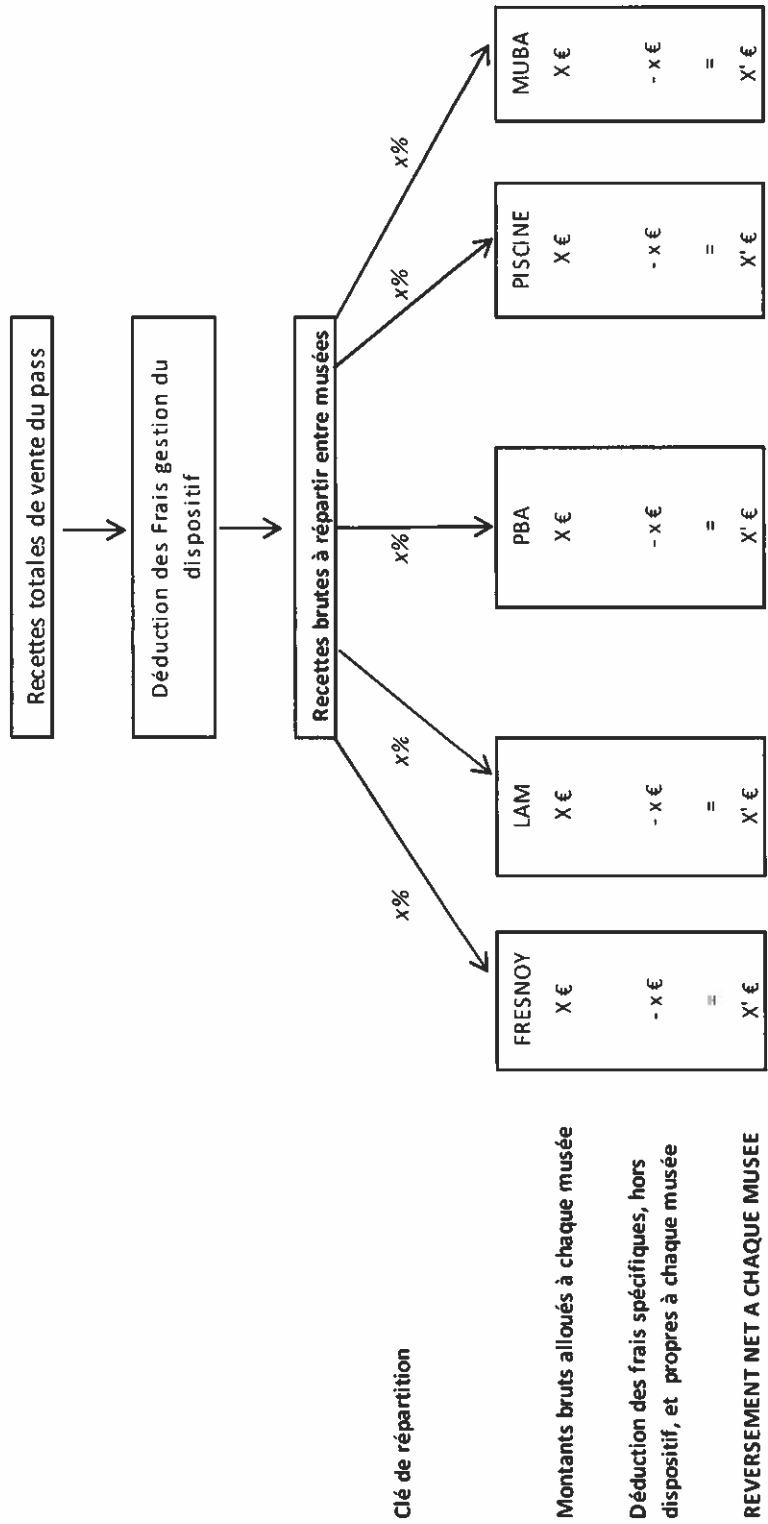 Recettes totales de vente du pass
Déduction des Frais gestion du
dispositif
Recettes brutes à répartir entre musées
Clé de répartition
x%
x%
x%
x%
x%
FRESNOY
LAM
PBA
PISCINE
MUBA
Montants bruts alloués à chaque musée
X €
X €
X €
X €
X €
Déduction des frais spécifiques, hors
dispositif, et propres à chaque musée
- x €
- x €
- x €
- x €
- x €
=
=
=
=
=
REVERSEMENT NET A CHAQUE MUSEE
X' €
X' €
X' €
X' €
X' €